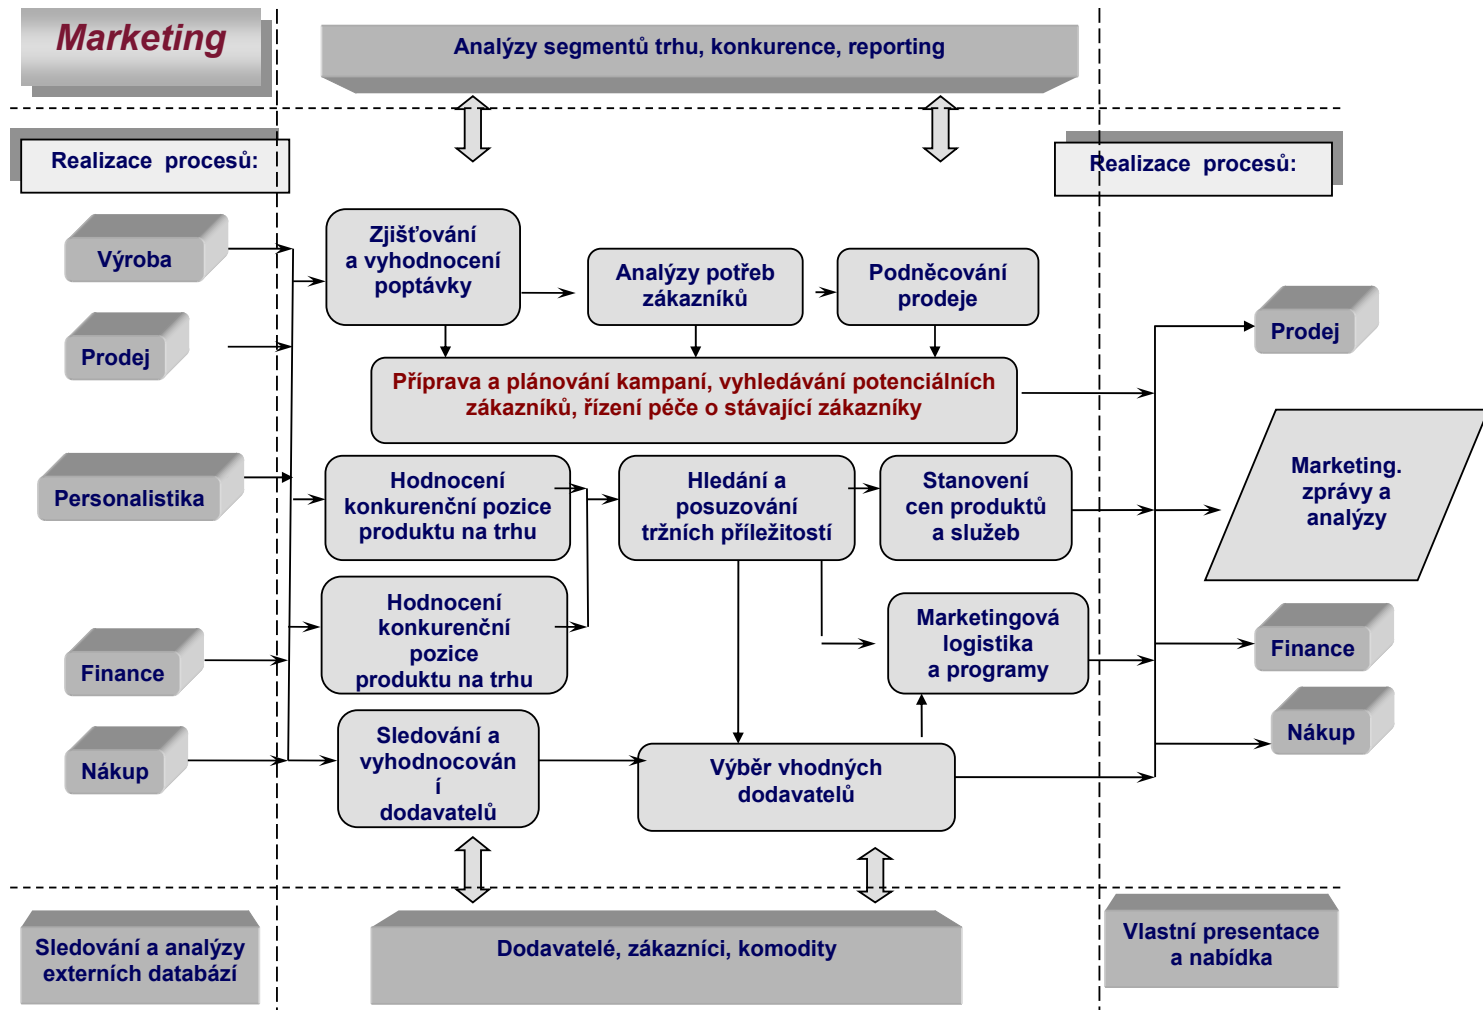 Marketing
Analýzy segmentů trhu, konkurence, reporting
Realizace procesů:
Realizace procesů:
Výroba
Prodej
Personalistika
Finance
Nákup
Zjišťování
a vyhodnocení
poptávky
Analýzy potřeb
zákazníků
Podněcování
prodeje
Příprava a plánování kampaní, vyhledávání potenciálních
zákazníků, řízení péče o stávající zákazníky
Hodnocení
konkurenční pozice
produktu na trhu
Hledání a
posuzování
tržních příležitostí
Stanovení
cen produktů
a služeb
Hodnocení
konkurenční
pozice
produktu na trhu
Marketingová
logistika
a programy
Sledování a
vyhodnocován
í
dodavatelů
Výběr vhodných
dodavatelů
Prodej
Marketing.
zprávy a
analýzy
Finance
Nákup
Sledování a analýzy
externích databází
Dodavatelé, zákazníci, komodity
Vlastní presentace
a nabídka